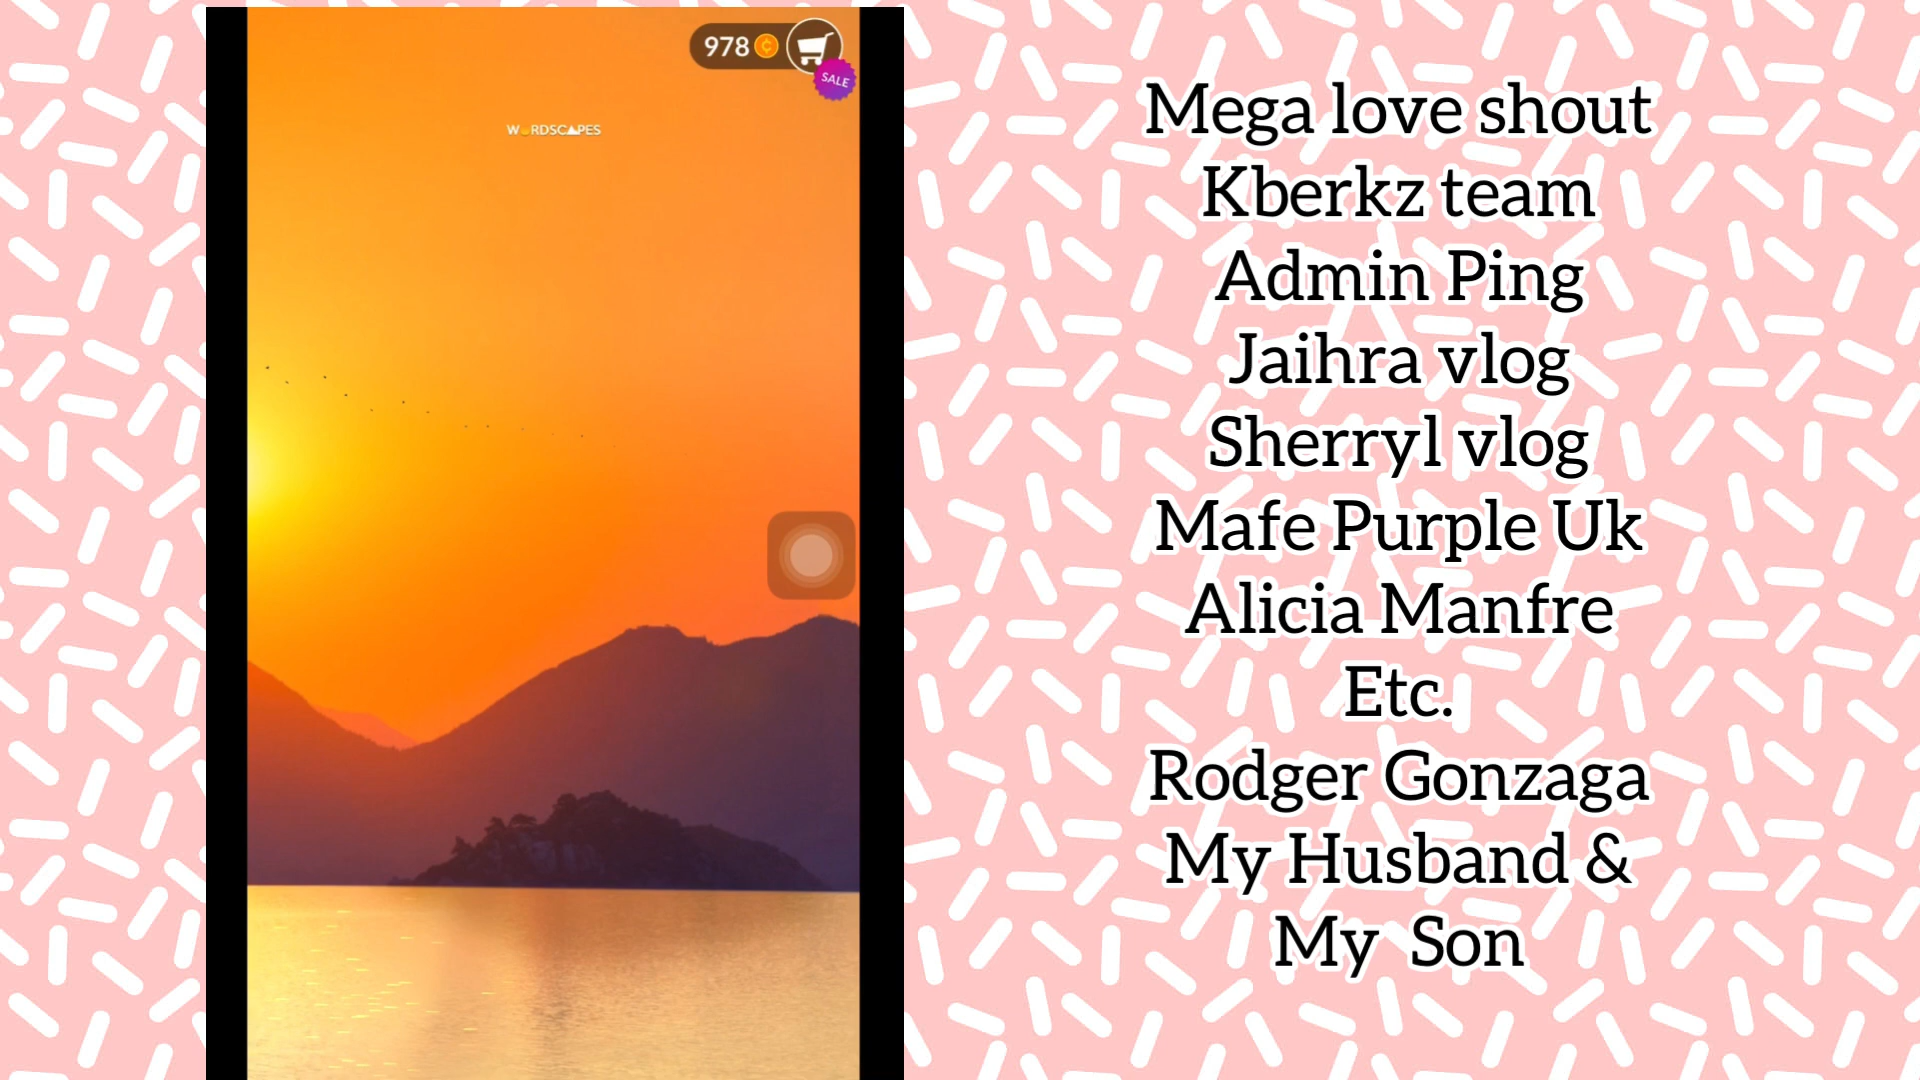 978
SALE
WORDSCAPES
Mega love shout
Kberkz team
Admin Ping
Jaihra vlog
Sherryl vlog
Mafe Purple Uk
Alicia Manfre
Etc.
Rodger Gonzaga
My Husband &
My Son